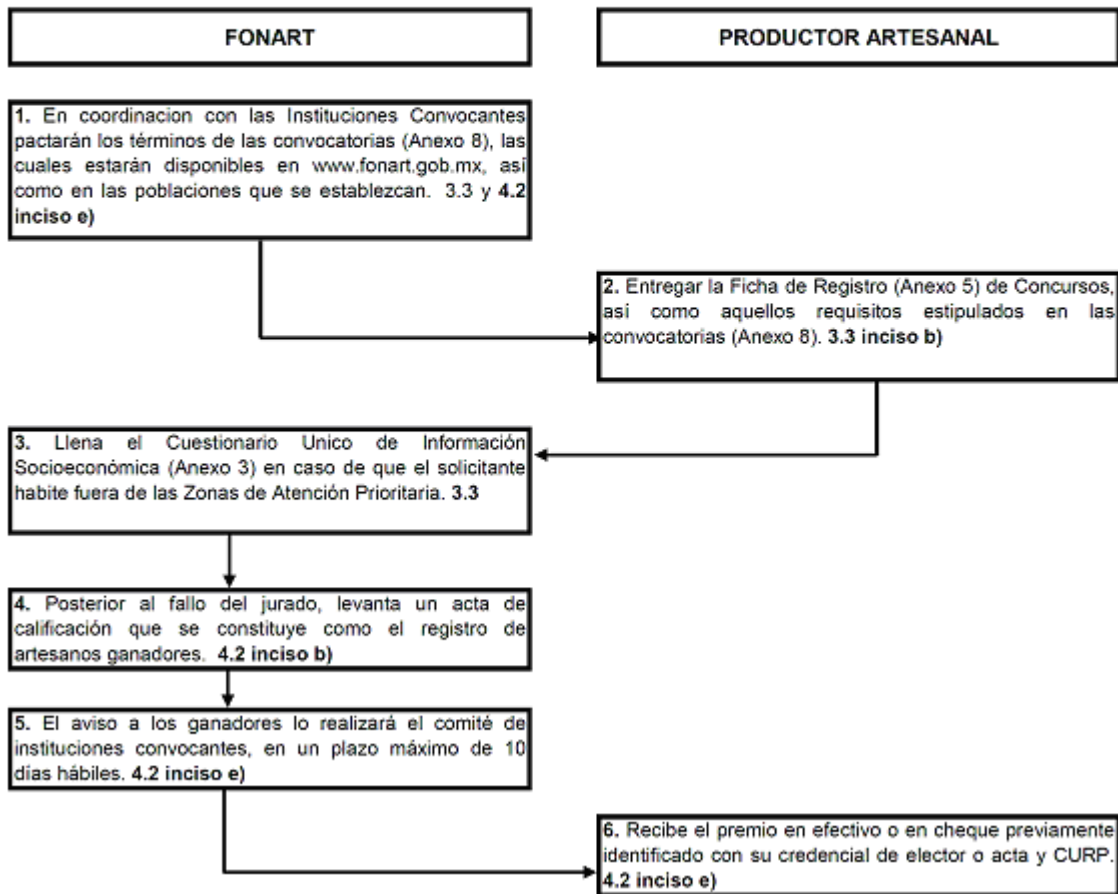 FONART
PRODUCTOR ARTESANAL
1. En coordinacion con las Instituciones Convocantes
pactarán los términos de las convocatorias (Anexo 8), las
cuales estarán disponibles en www.fonart.gob.mx, así
como en las poblaciones que se establezcan. 3.3 y 4.2
inciso e)
2. Entregar la Ficha de Registro (Anexo 5) de Concursos,
así como aquellos requisitos estipulados en las
convocatorias (Anexo 8). 3.3 inciso b)
3. Llena el Cuestionario Unico de Información
Socioeconómica (Anexo 3) en caso de que el solicitante
habite fuera de las Zonas de Atención Prioritaria. 3.3
4. Posterior al fallo del jurado, levanta un acta de
calificación que se constituye como el registro de
artesanos ganadores. 4.2 inciso b)
5. El aviso a los ganadores lo realizará el comité de
instituciones convocantes, en un plazo máximo de 10
días hábiles. 4.2 inciso e)
6. Recibe el premio en efectivo o en cheque previamente
identificado con su credencial de elector o acta y CURP.
4.2 inciso e)